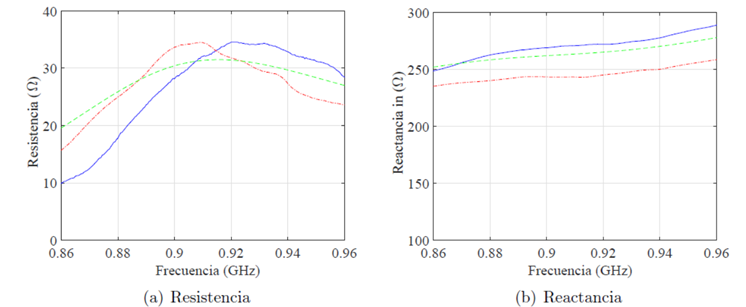 40
30
20
10
0
Resistencia (Ω)
0.86 0.88 0.9 0.92 0.94 0.96
Frecuencia (GHz)
(a) Resistencia
300
250
200
150
100
Reactancia in (Ω)
0.86 0.88 0.9 0.92 0.94 0.96
Frecuencia (GHz)
(b) Reactancia